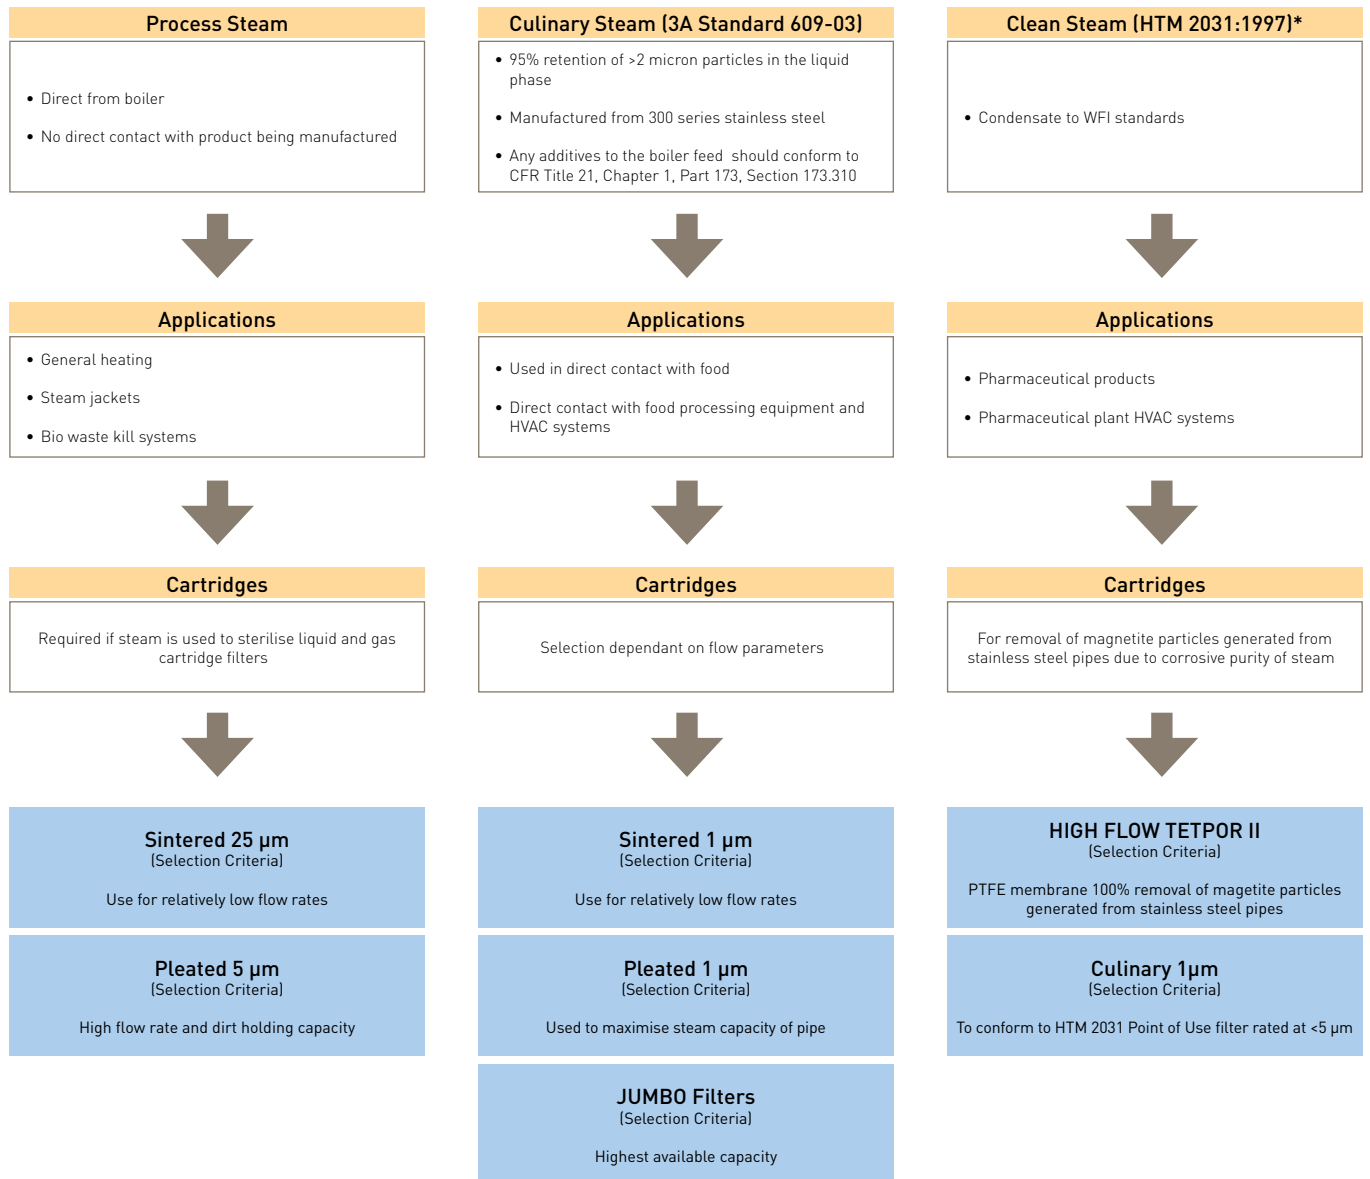 Process Steam
• Direct from boiler
• No direct contact with product being manufactured
Applications
• General heating
• Steam jackets
• Bio waste kill systems
Cartridges
Required if steam is used to sterilise liquid and gas
cartridge filters
Sintered 25 µm
(Selection Criteria)
Use for relatively low flow rates
Pleated 5 µm
(Selection Criteria)
High flow rate and dirt holding capacity
Culinary Steam (3A Standard 609-03)
• 95% retention of >2 micron particles in the liquid
phase
• Manufactured from 300 series stainless steel
• Any additives to the boiler feed should conform to
CFR Title 21, Chapter 1, Part 173, Section 173.310
Applications
• Used in direct contact with food
• Direct contact with food processing equipment and
HVAC systems
Cartridges
Selection dependant on flow parameters
Sintered 1 µm
(Selection Criteria)
Use for relatively low flow rates
Pleated 1 µm
(Selection Criteria)
Used to maximise steam capacity of pipe
JUMBO Filters
(Selection Criteria)
Highest available capacity
Clean Steam (HTM 2031:1997)*
• Condensate to WFI standards
Applications
• Pharmaceutical products
• Pharmaceutical plant HVAC systems
Cartridges
For removal of magnetite particles generated from
stainless steel pipes due to corrosive purity of steam
HIGH FLOW TETPOR II
(Selection Criteria)
PTFE membrane 100% removal of magetite particles
generated from stainless steel pipes
Culinary 1µm
(Selection Criteria)
To conform to HTM 2031 Point of Use filter rated at <5 µm